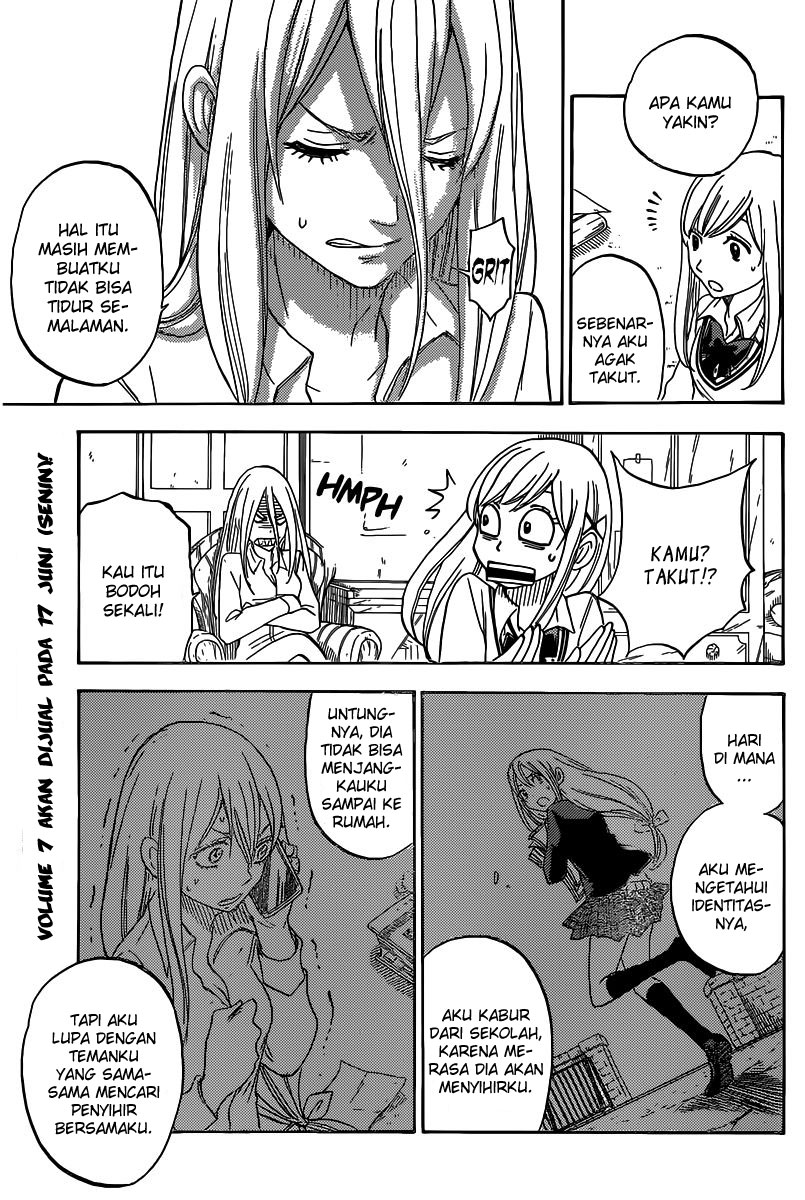 APA KAMU
YAKIN?
SEBENAR-
NYA AKU
AGAK
TAKUT.
GRIT
HAL ITU
MASIH MEM-
BUATKU
TIDAK BISA
TIDUR SE-
MALAMAN.
KAMU?
TAKUT!?
HMPH
KAU ITU
BODOH
SEKALI!
HARI
DI MANA
...
AKU ME-
NGETAHUI
IDENTITAS-
NYA,
AKU KABUR
DARI SEKOLAH,
KARENA ME-
RASA DIA AKAN
MENYIHIRKU.
UNTUNG-
NYA, DIA
TIDAK BISA
MENJANG-
KAUKU
SAMPAI KE
RUMAH.
TAPI AKU
LUPA DENGAN
TEMANKU
YANG SAMA-
SAMA MENCARI
PENYIHIR
BERSAMAKU.
VOLUME 7 AKAN DIJUAL PADA 17 JUNI (SENIN)!